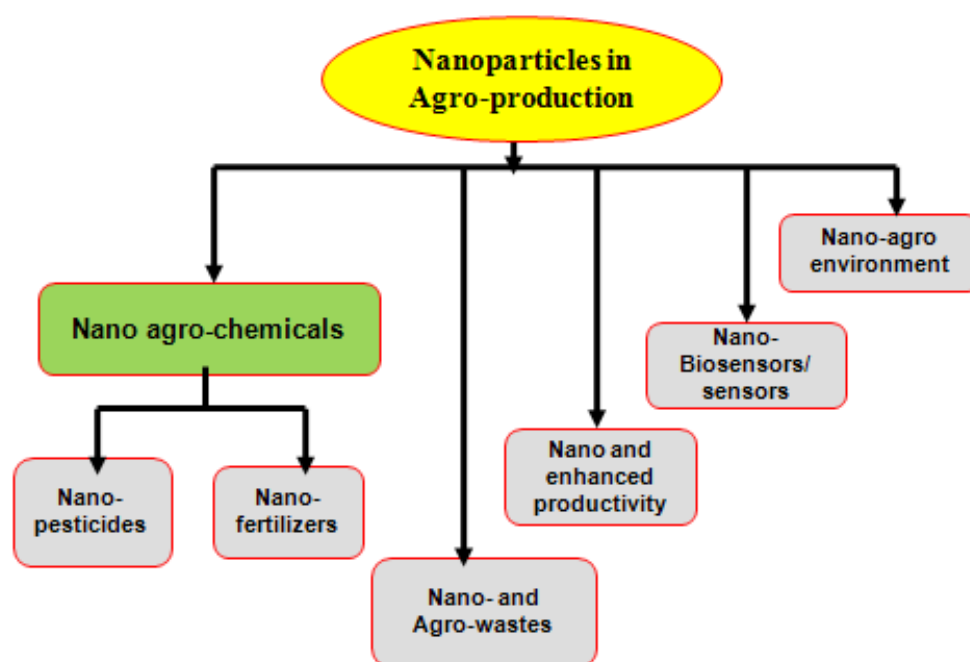 Nanoparticles in
Agro-production
Nano-agro
environment
Nano agro-chemicals
Nano-
Biosensors/
sensors
Nano and
enhanced
productivity
Nano-
pesticides
Nano-
fertilizers
Nano- and
Agro-wastes